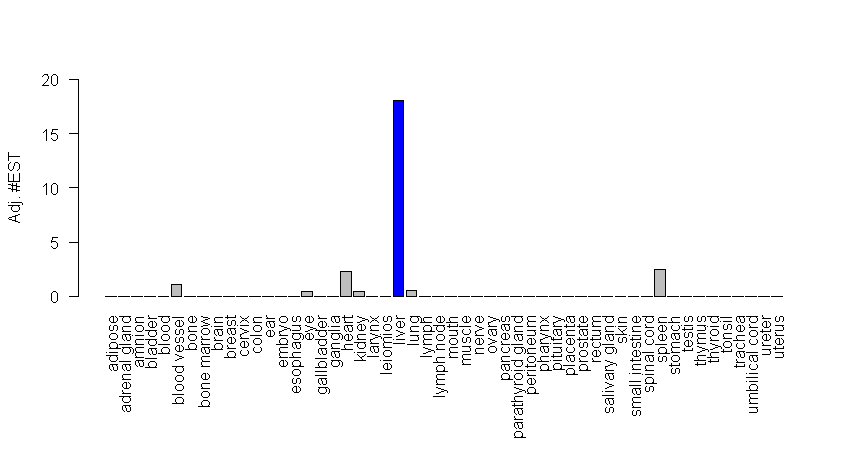 Adj. #EST
20
15
10
5
0
adipose
adrenal gland
amnion
bladder
blood
blood vessel
bone
bone marrow
brain
breast
cervix
colon
ear
embryo
esophagus
eye
gallbladder
ganglia
heart
kidney
larynx
leiomios
liver
lung
lymph
lymph node
mouth
muscle
nerve
ovary
pancreas
parathyroid gland
peritoneum
pharynx
pituitary
placenta
prostate
rectum
salivary gland
skin
small intestine
spinal cord
spleen
stomach
testis
thymus
thyroid
tonsil
trachea
umbilical cord
ureter
uterus